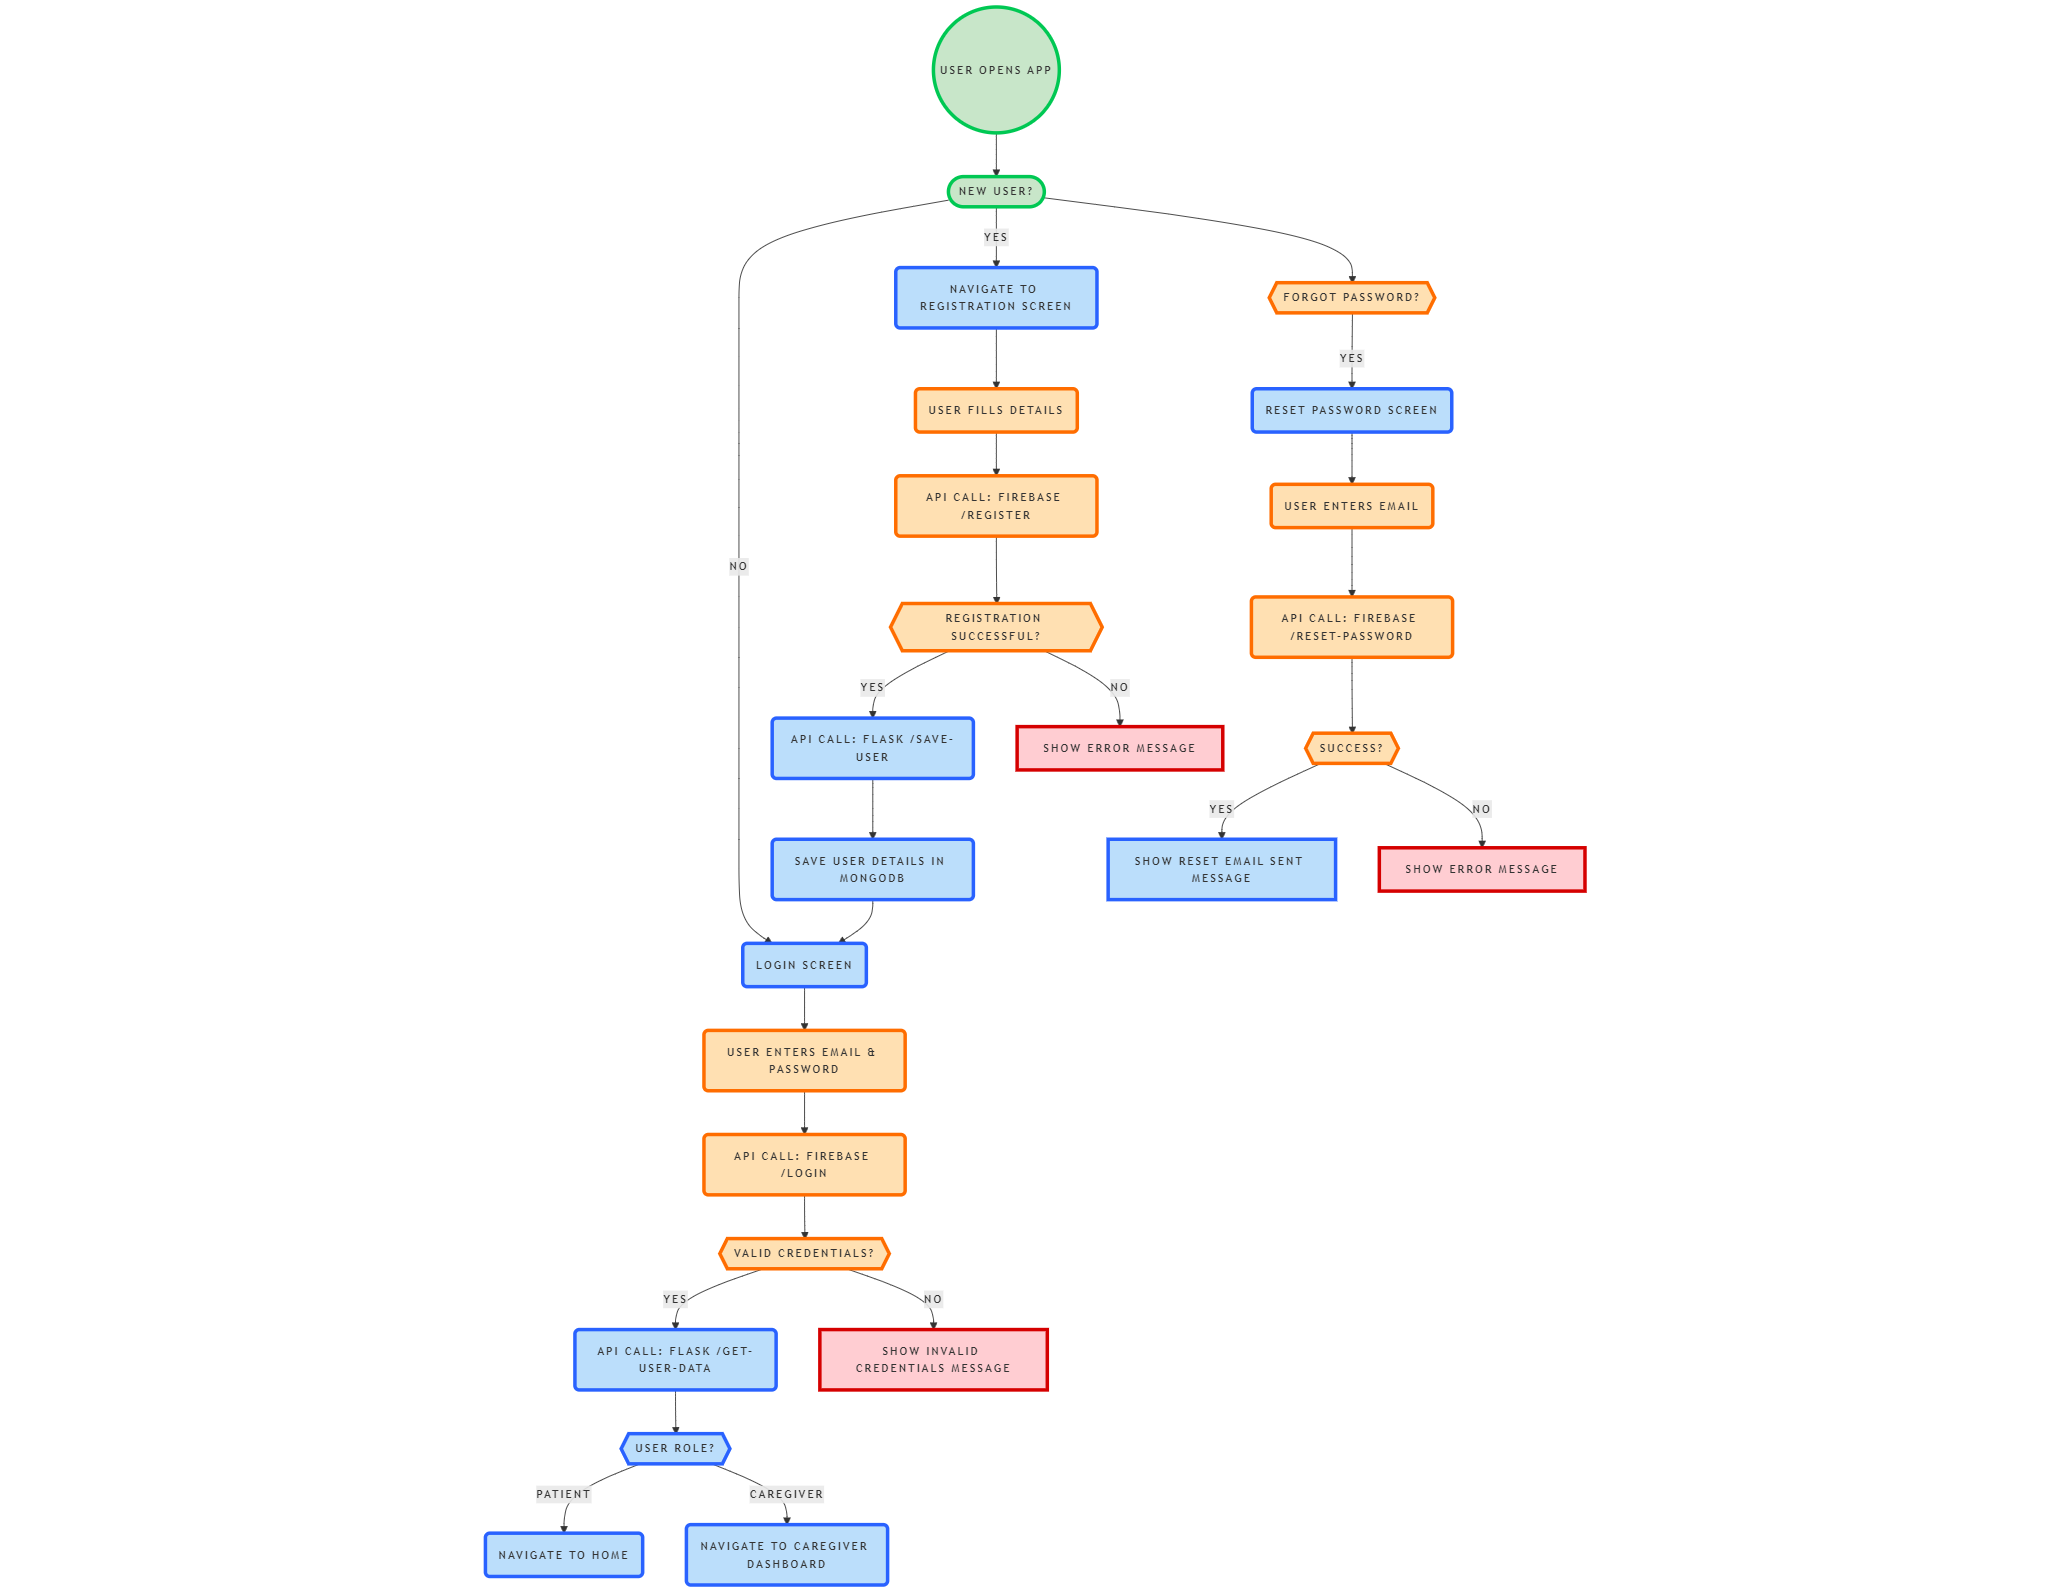 USER OPENS APP
NEW USER?
YES
NAVIGATE TO
REGISTRATION SCREEN
FORGOT PASSWORD?
YES
USER FILLS DETAILS
RESET PASSWORD SCREEN
API CALL: FIREBASE
/REGISTER
USER ENTERS EMAIL
NO
REGISTRATION
SUCCESSFUL?
API CALL: FIREBASE
/RESET-PASSWORD
YES
NO
API CALL: FLASK /SAVE-
USER
SHOW ERROR MESSAGE
SUCCESS?
YES
NO
SAVE USER DETAILS IN
MONGODB
SHOW RESET EMAIL SENT
MESSAGE
SHOW ERROR MESSAGE
LOGIN SCREEN
USER ENTERS EMAIL &
PASSWORD
API CALL: FIREBASE
/LOGIN
VALID CREDENTIALS?
YES
NO
API CALL: FLASK /GET-
USER-DATA
SHOW INVALID
CREDENTIALS MESSAGE
USER ROLE?
PATIENT
CAREGIVER
NAVIGATE TO HOME
NAVIGATE TO CAREGIVER
DASHBOARD